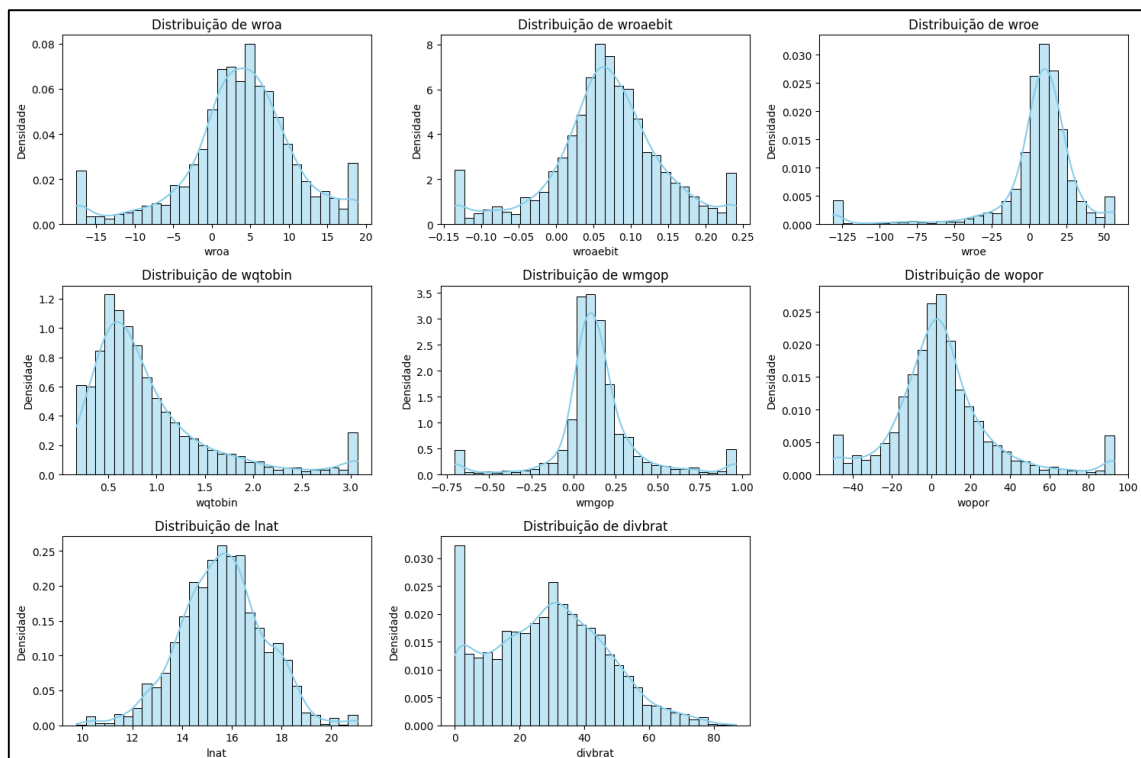 Distribuição de wroa
Densidade
0.08
0.06
0.04
0.02
0.00
−15 −10 −5 0 5 10 15 20
wroa
Distribuição de wroaebit
Densidade
8
6
4
2
0
−0.15 −0.10 −0.05 0.00 0.05 0.10 0.15 0.20 0.25
wroaebit
Distribuição de wroe
Densidade
0.030
0.025
0.020
0.015
0.010
0.005
0.000
−125 −100 −75 −50 −25 0 25 50
wroe
Distribuição de wqtobin
Densidade
1.2
1.0
0.8
0.6
0.4
0.2
0.0
0.5 1.0 1.5 2.0 2.5 3.0
wqtobin
Distribuição de wmgop
Densidade
3.5
3.0
2.5
2.0
1.5
1.0
0.5
0.0
−0.75 −0.50 −0.25 0.00 0.25 0.50 0.75 1.00
wmgop
Distribuição de wopor
Densidade
0.025
0.020
0.015
0.010
0.005
0.000
−40 −20 0 20 40 60 80 100
wopor
Distribuição de lnat
Densidade
0.25
0.20
0.15
0.10
0.05
0.00
10 12 14 16 18 20
lnat
Distribuição de divbrat
Densidade
0.030
0.025
0.020
0.015
0.010
0.005
0.000
0 20 40 60 80
divbrat